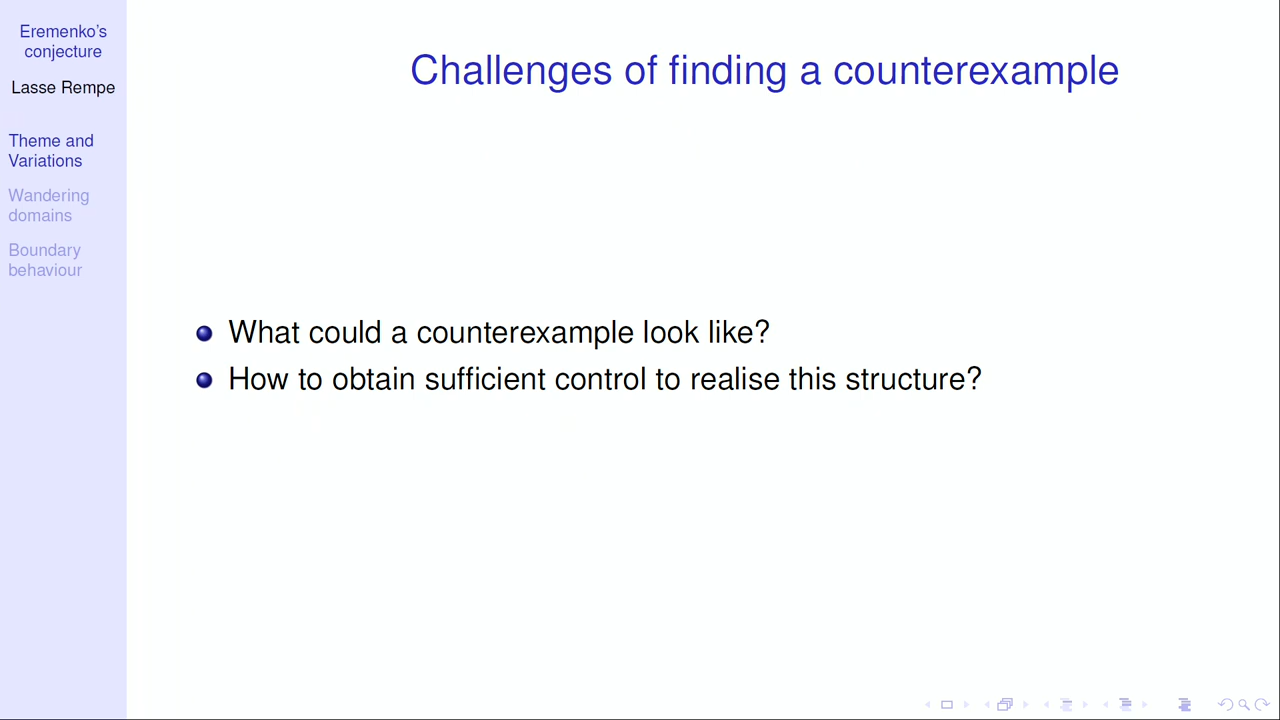 Eremenko's
conjecture
Lasse Rempe
Theme and
Variations
Wandering
domains
Boundary
behaviour
Challenges of finding a counterexample
What could a counterexample look like?
How to obtain sufficient control to realise this structure?